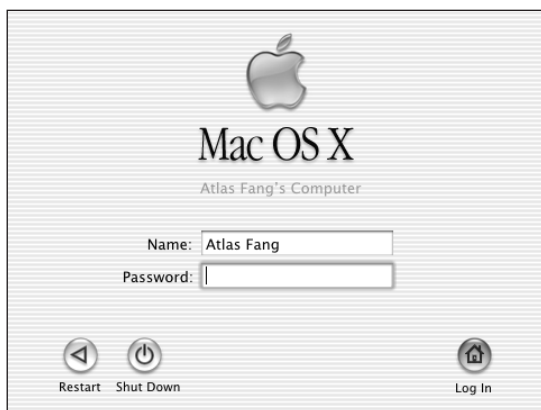 Mac OS X
Atlas Fang's Computer
Name: Atlas Fang
Password:
Restart Shut Down Log In